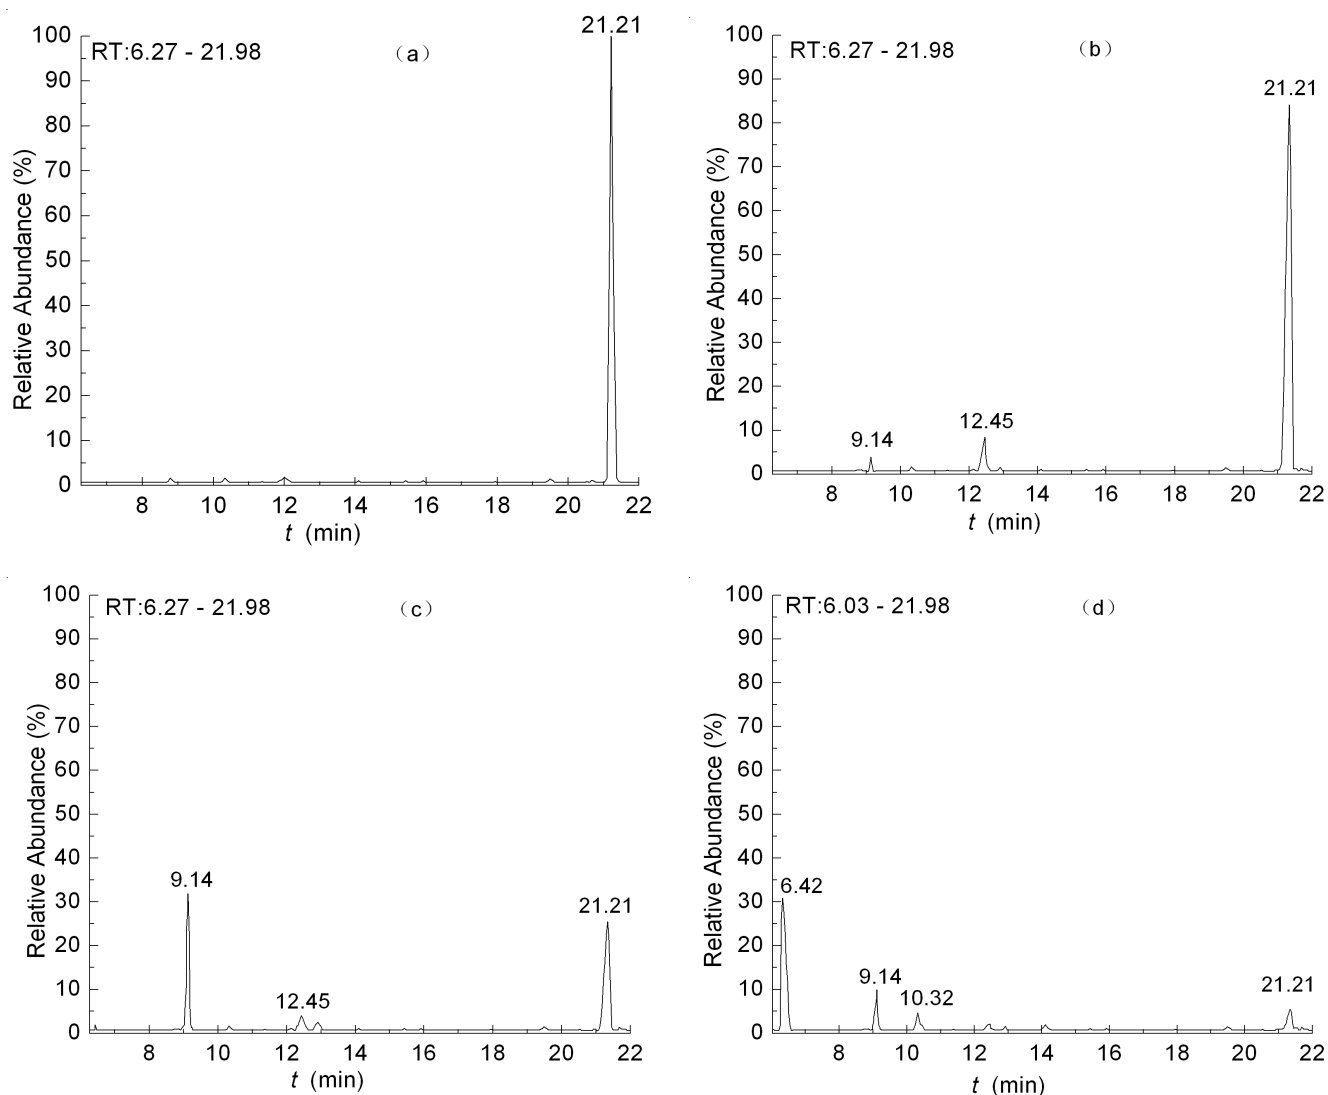 21.21
RT:6.27 - 21.98
(a)
100
90
80
70
60
50
40
30
20
10
0
Relative Abundance (%)
8 10 12 14 16 18 20 22
t (min)
RT:6.27 - 21.98
(b)
21.21
12.45
9.14
100
90
80
70
60
50
40
30
20
10
0
Relative Abundance (%)
8 10 12 14 16 18 20 22
t (min)
RT:6.27 - 21.98
(c)
9.14
21.21
12.45
100
90
80
70
60
50
40
30
20
10
0
Relative Abundance (%)
8 10 12 14 16 18 20 22
t (min)
RT:6.03 - 21.98
(d)
6.42
9.14
10.32
21.21
100
90
80
70
60
50
40
30
20
10
0
Relative Abundance (%)
8 10 12 14 16 18 20 22
t (min)